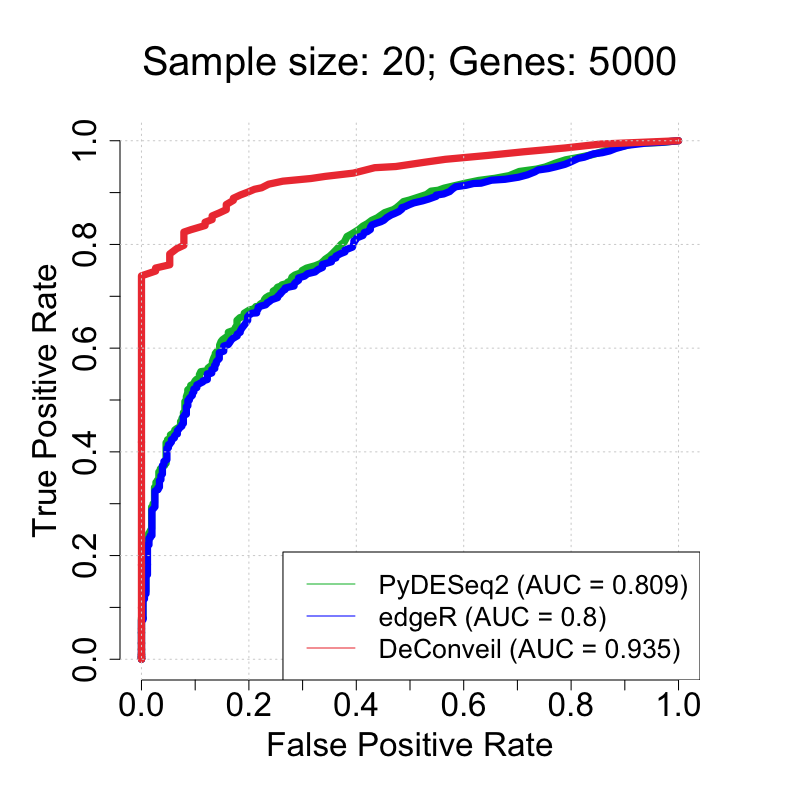 Sample size: 20; Genes: 5000
True Positive Rate
1.0
0.8
0.6
0.4
0.2
0.0
PyDESeq2 (AUC = 0.809)
edgeR (AUC = 0.8)
DeConveil (AUC = 0.935)
0.0 0.2 0.4 0.6 0.8 1.0
False Positive Rate